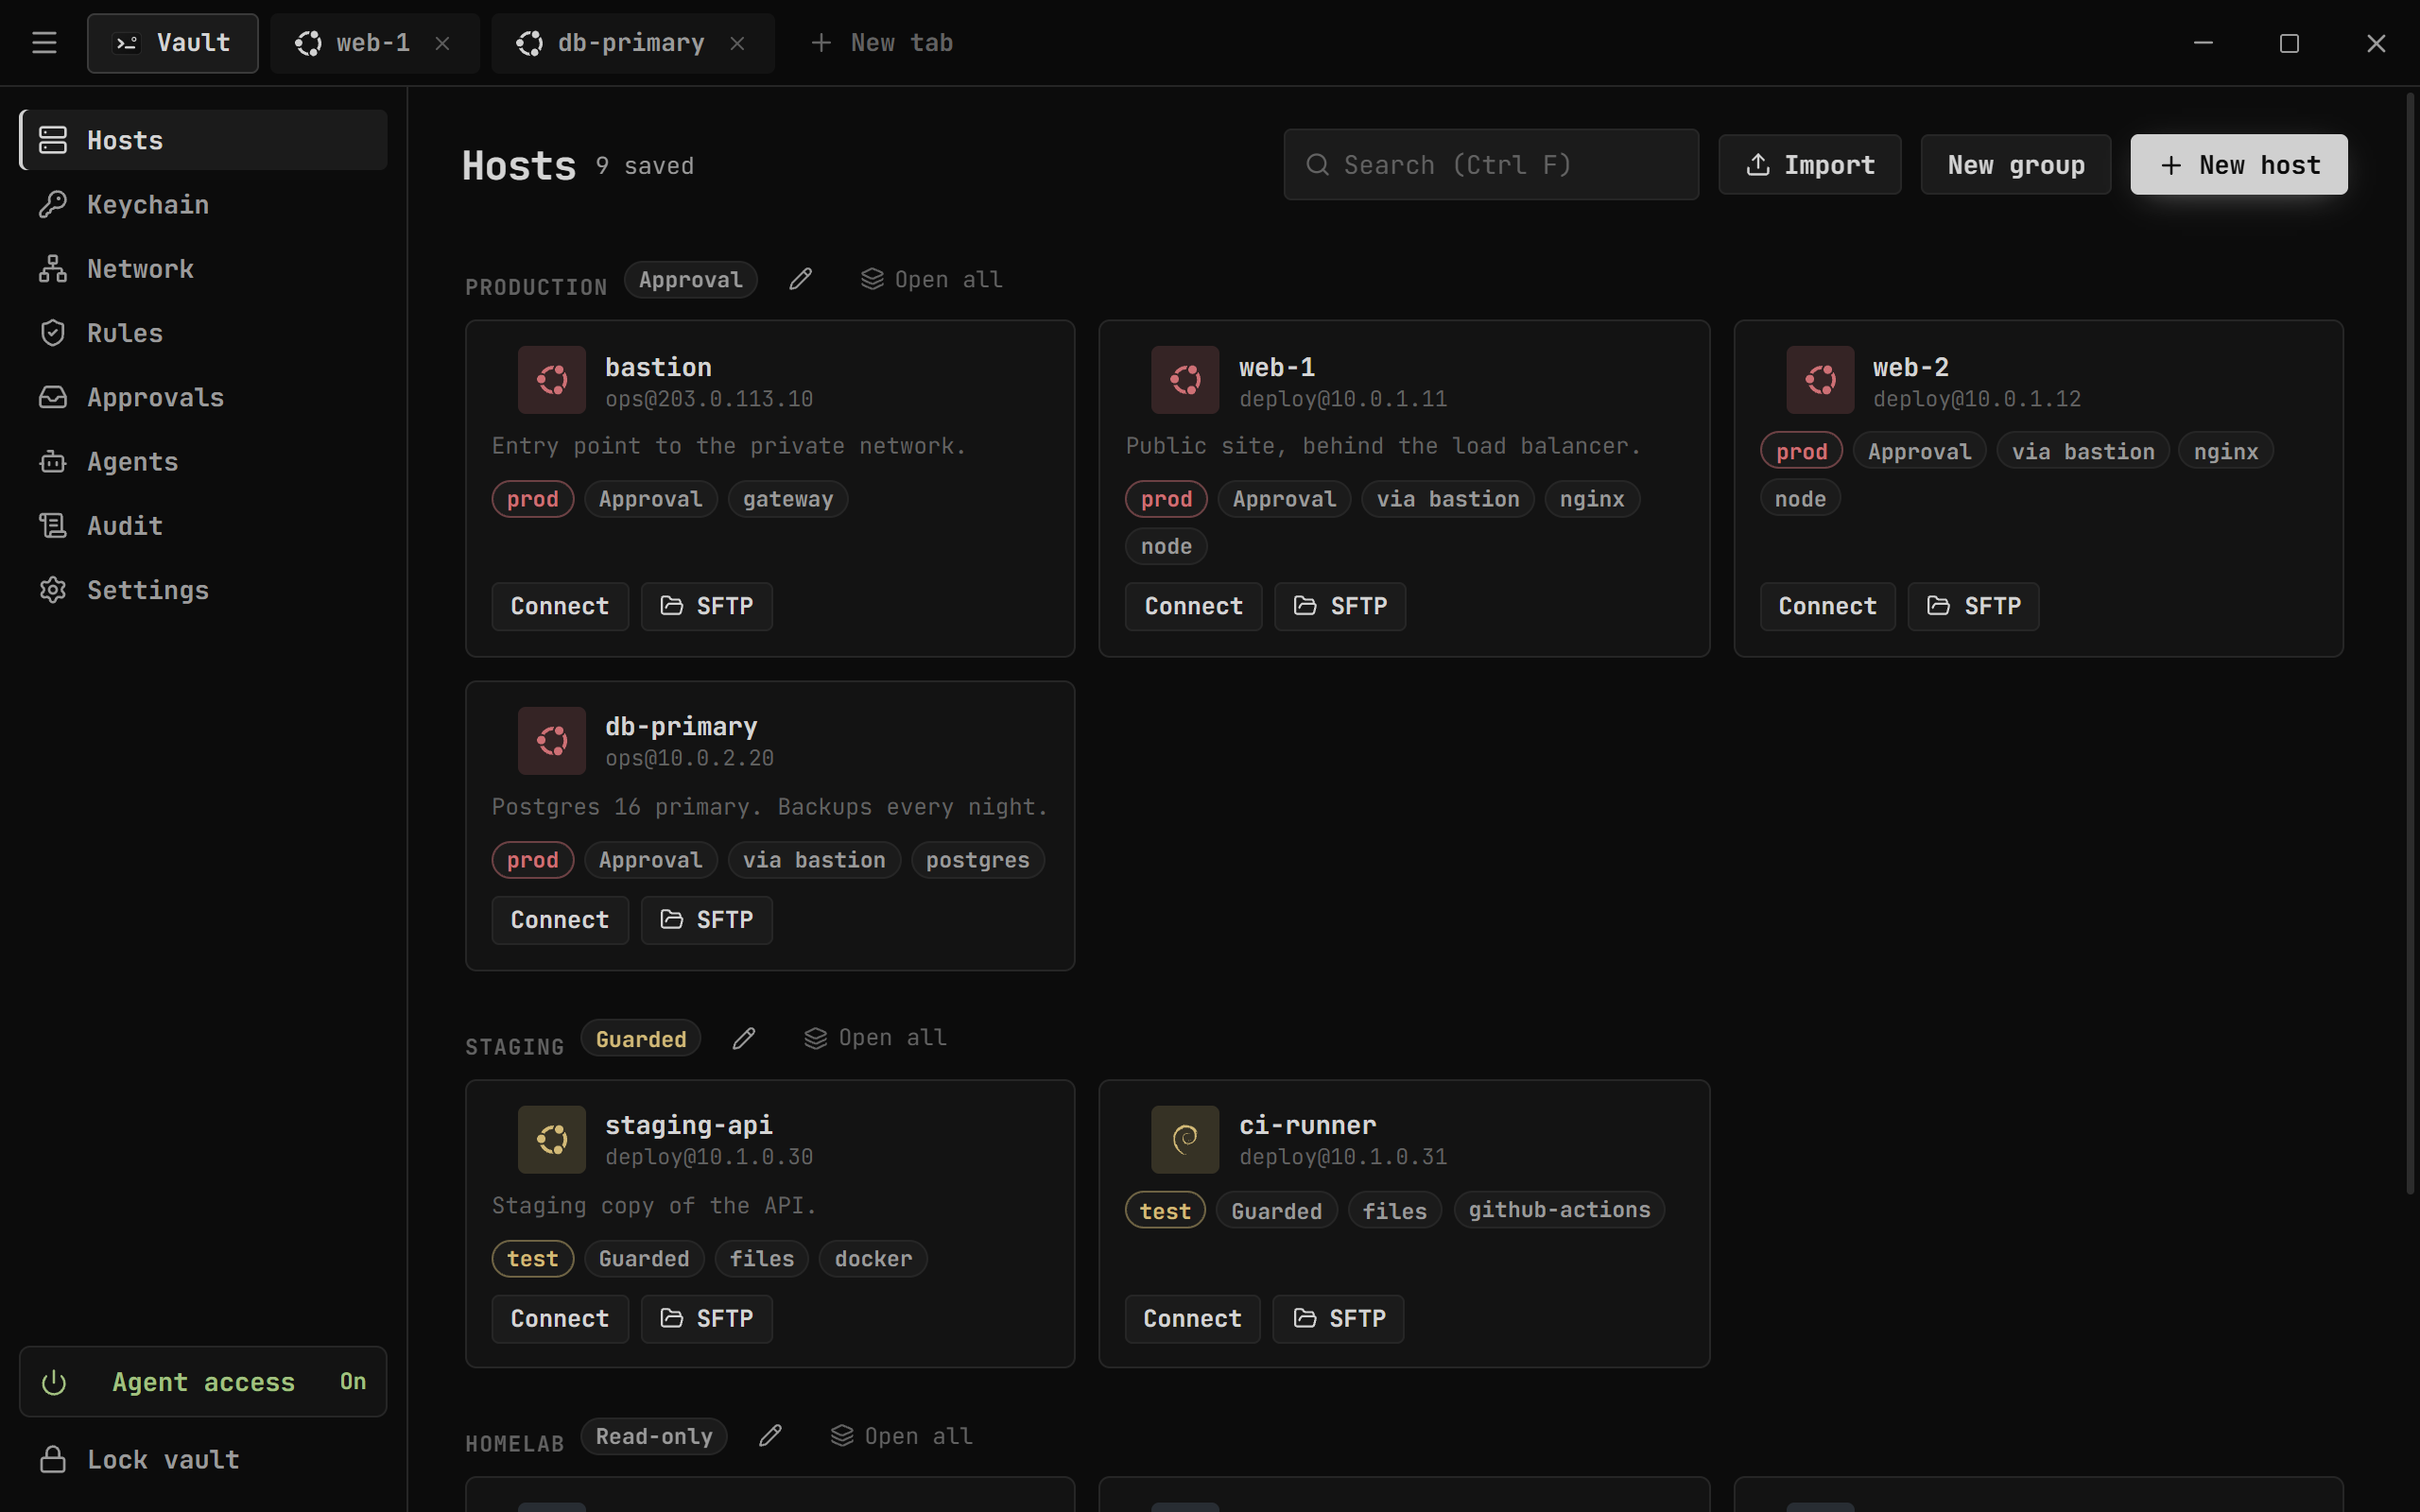 Vault web-1 db-primary New tab
Hosts
Keychain
Network
Rules
Approvals
Agents
Audit
Settings
Agent access On
Lock vault
Hosts 9 saved Search (Ctrl F) Import New group New host
PRODUCTION Approval Open all
bastion
ops@203.0.113.10
Entry point to the private network.
prod Approval gateway
Connect SFTP
web-1
deploy@10.0.1.11
Public site, behind the load balancer.
prod Approval via bastion nginx
node
Connect SFTP
web-2
deploy@10.0.1.12
prod Approval via bastion nginx
node
Connect SFTP
db-primary
ops@10.0.2.20
Postgres 16 primary. Backups every night.
prod Approval via bastion postgres
Connect SFTP
STAGING Guarded Open all
staging-api
deploy@10.1.0.30
Staging copy of the API.
test Guarded files docker
Connect SFTP
ci-runner
deploy@10.1.0.31
test Guarded files github-actions
Connect SFTP
HOMELAB Read-only Open all